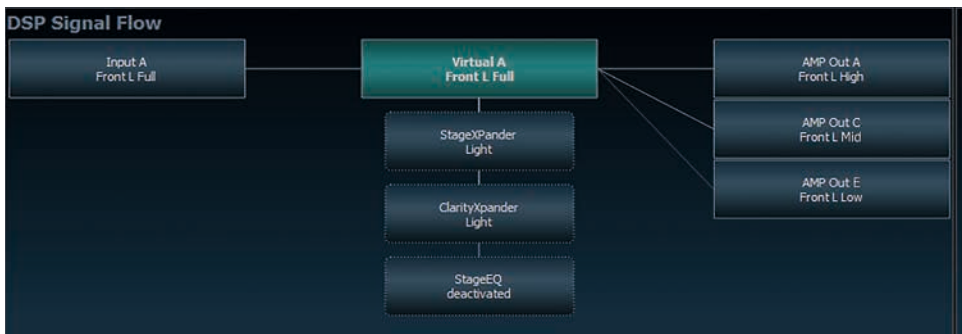 DSP Signal Flow
Input A
Front L Full
Virtual A
Front L Full
AMP Out A
Front L High
StageXPander
Light
AMP Out C
Front L Mid
AMP Out E
Front L Low
ClarityXpander
Light
StageEQ
deactivated